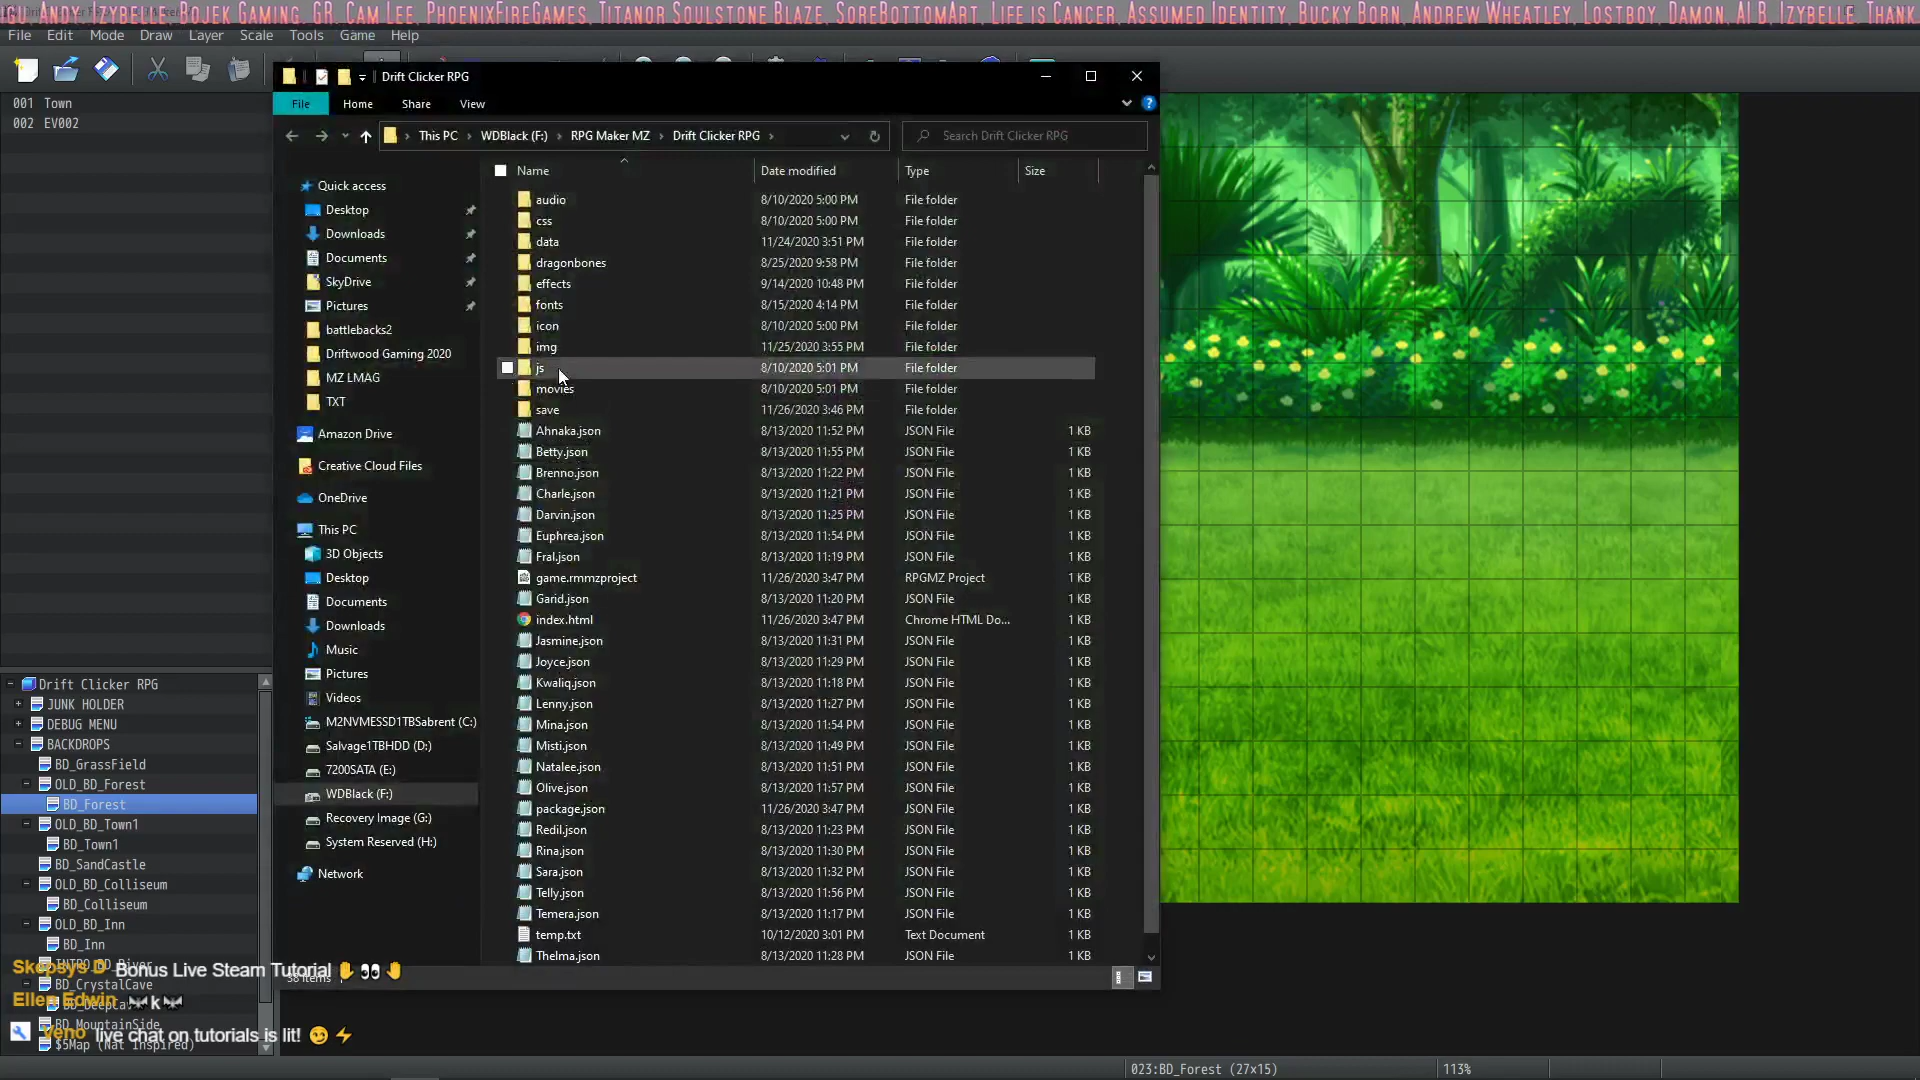 BU, ANDY, IZYBELLE, ROJEK GAMING, GR, CAM LEE, PHOENIXFIREGAMES, TITANOR SOULSTONE BLAZE, SOREBOTTOMART, LIFE IS CANCER, ASSUMED IDENTITY, BUCKY BORN, ANDREW WHEATLEY, LOSTBOY, DAMON, AI B, IZYBELLE, THANK
File Edit Mode Draw Layer Scale Tools Game Help
Drift Clicker RPG
File Home Share View
This PC > WDBlack (F:) > RPG Maker MZ > Drift Clicker RPG >
Search Drift Clicker RPG
001 Town
002 EV002
Quick access
Desktop
Downloads
Documents
SkyDrive
Pictures
battlebacks2
Driftwood Gaming 2020
MZ LMAG
TXT
Amazon Drive
Creative Cloud Files
OneDrive
This PC
3D Objects
Desktop
Documents
Downloads
Music
Pictures
Videos
M2NVMESSD1TBSabrent (C:)
Salvage1TBHDD (D:)
7200SATA (E:)
WDBlack (F:)
Recovery Image (G:)
System Reserved (H:)
Network
Name Date modified Type Size
audio 8/10/2020 5:00 PM File folder
css 8/10/2020 5:00 PM File folder
data 11/24/2020 3:51 PM File folder
dragonbones 8/25/2020 9:58 PM File folder
effects 9/14/2020 10:48 PM File folder
fonts 8/15/2020 4:14 PM File folder
icon 8/10/2020 5:00 PM File folder
img 11/25/2020 3:55 PM File folder
js 8/10/2020 5:01 PM File folder
movies 8/10/2020 5:01 PM File folder
save 11/26/2020 3:46 PM File folder
Ahnaka.json 8/13/2020 11:52 PM JSON File 1 KB
Betty.json 8/13/2020 11:55 PM JSON File 1 KB
Brenno.json 8/13/2020 11:22 PM JSON File 1 KB
Charle.json 8/13/2020 11:21 PM JSON File 1 KB
Darvin.json 8/13/2020 11:25 PM JSON File 1 KB
Euphrea.json 8/13/2020 11:54 PM JSON File 1 KB
Fral.json 8/13/2020 11:19 PM JSON File 1 KB
game.rmmzproject 11/26/2020 3:47 PM RPGMZ Project 1 KB
Garid.json 8/13/2020 11:20 PM JSON File 1 KB
index.html 11/26/2020 3:47 PM Chrome HTML Do... 1 KB
Jasmine.json 8/13/2020 11:31 PM JSON File 1 KB
Joyce.json 8/13/2020 11:29 PM JSON File 1 KB
Kwaliq.json 8/13/2020 11:18 PM JSON File 1 KB
Lenny.json 8/13/2020 11:27 PM JSON File 1 KB
Mina.json 8/13/2020 11:54 PM JSON File 1 KB
Misti.json 8/13/2020 11:49 PM JSON File 1 KB
Natalee.json 8/13/2020 11:51 PM JSON File 1 KB
Olive.json 8/13/2020 11:57 PM JSON File 1 KB
package.json 11/26/2020 3:47 PM JSON File 1 KB
Redil.json 8/13/2020 11:23 PM JSON File 1 KB
Rina.json 8/13/2020 11:30 PM JSON File 1 KB
Sara.json 8/13/2020 11:32 PM JSON File 1 KB
Telly.json 8/13/2020 11:56 PM JSON File 1 KB
Temera.json 8/13/2020 11:17 PM JSON File 1 KB
temp.txt 10/12/2020 3:01 PM Text Document 1 KB
Thelma.json 8/13/2020 11:28 PM JSON File 1 KB
38 items
Drift Clicker RPG
JUNK HOLDER
DEBUG MENU
BACKDROPS
BD_GrassField
OLD_BD_Forest
BD_Forest
OLD_BD_Town1
BD_Town1
BD_SandCastle
OLD_BD_Colliseum
BD_Colliseum
OLD_BD_Inn
BD_Inn
INTRO_BD_River
BD_CrystalCave
BD_MountainSide
$5Map (Nat Inspired)
Skepsys D Bonus Live Steam Tutorial ✋👀🤚
Ellen Edwin k
Veno live chat on tutorials is lit! 😏⚡
023:BD_Forest (27x15) 113%